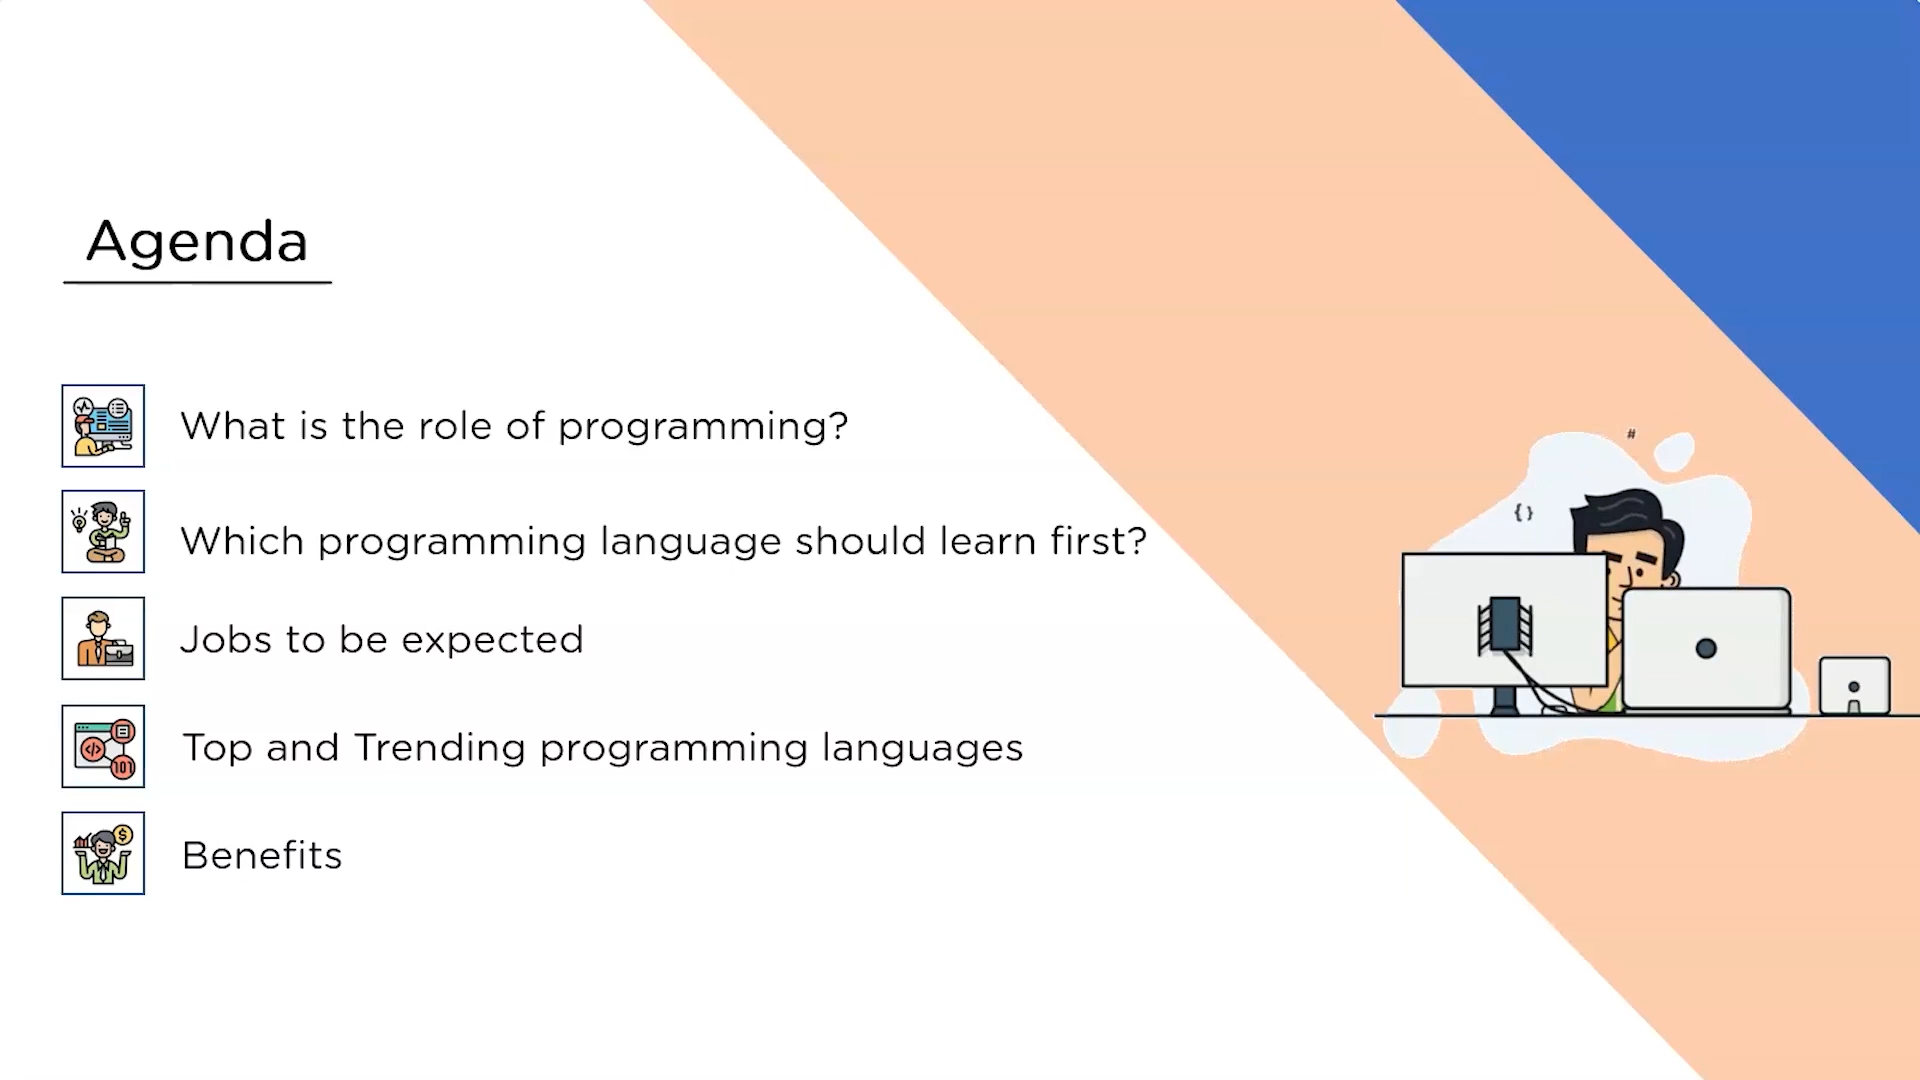 Agenda
What is the role of programming?
Which programming language should learn first?
Jobs to be expected
Top and Trending programming languages
Benefits
#
{}